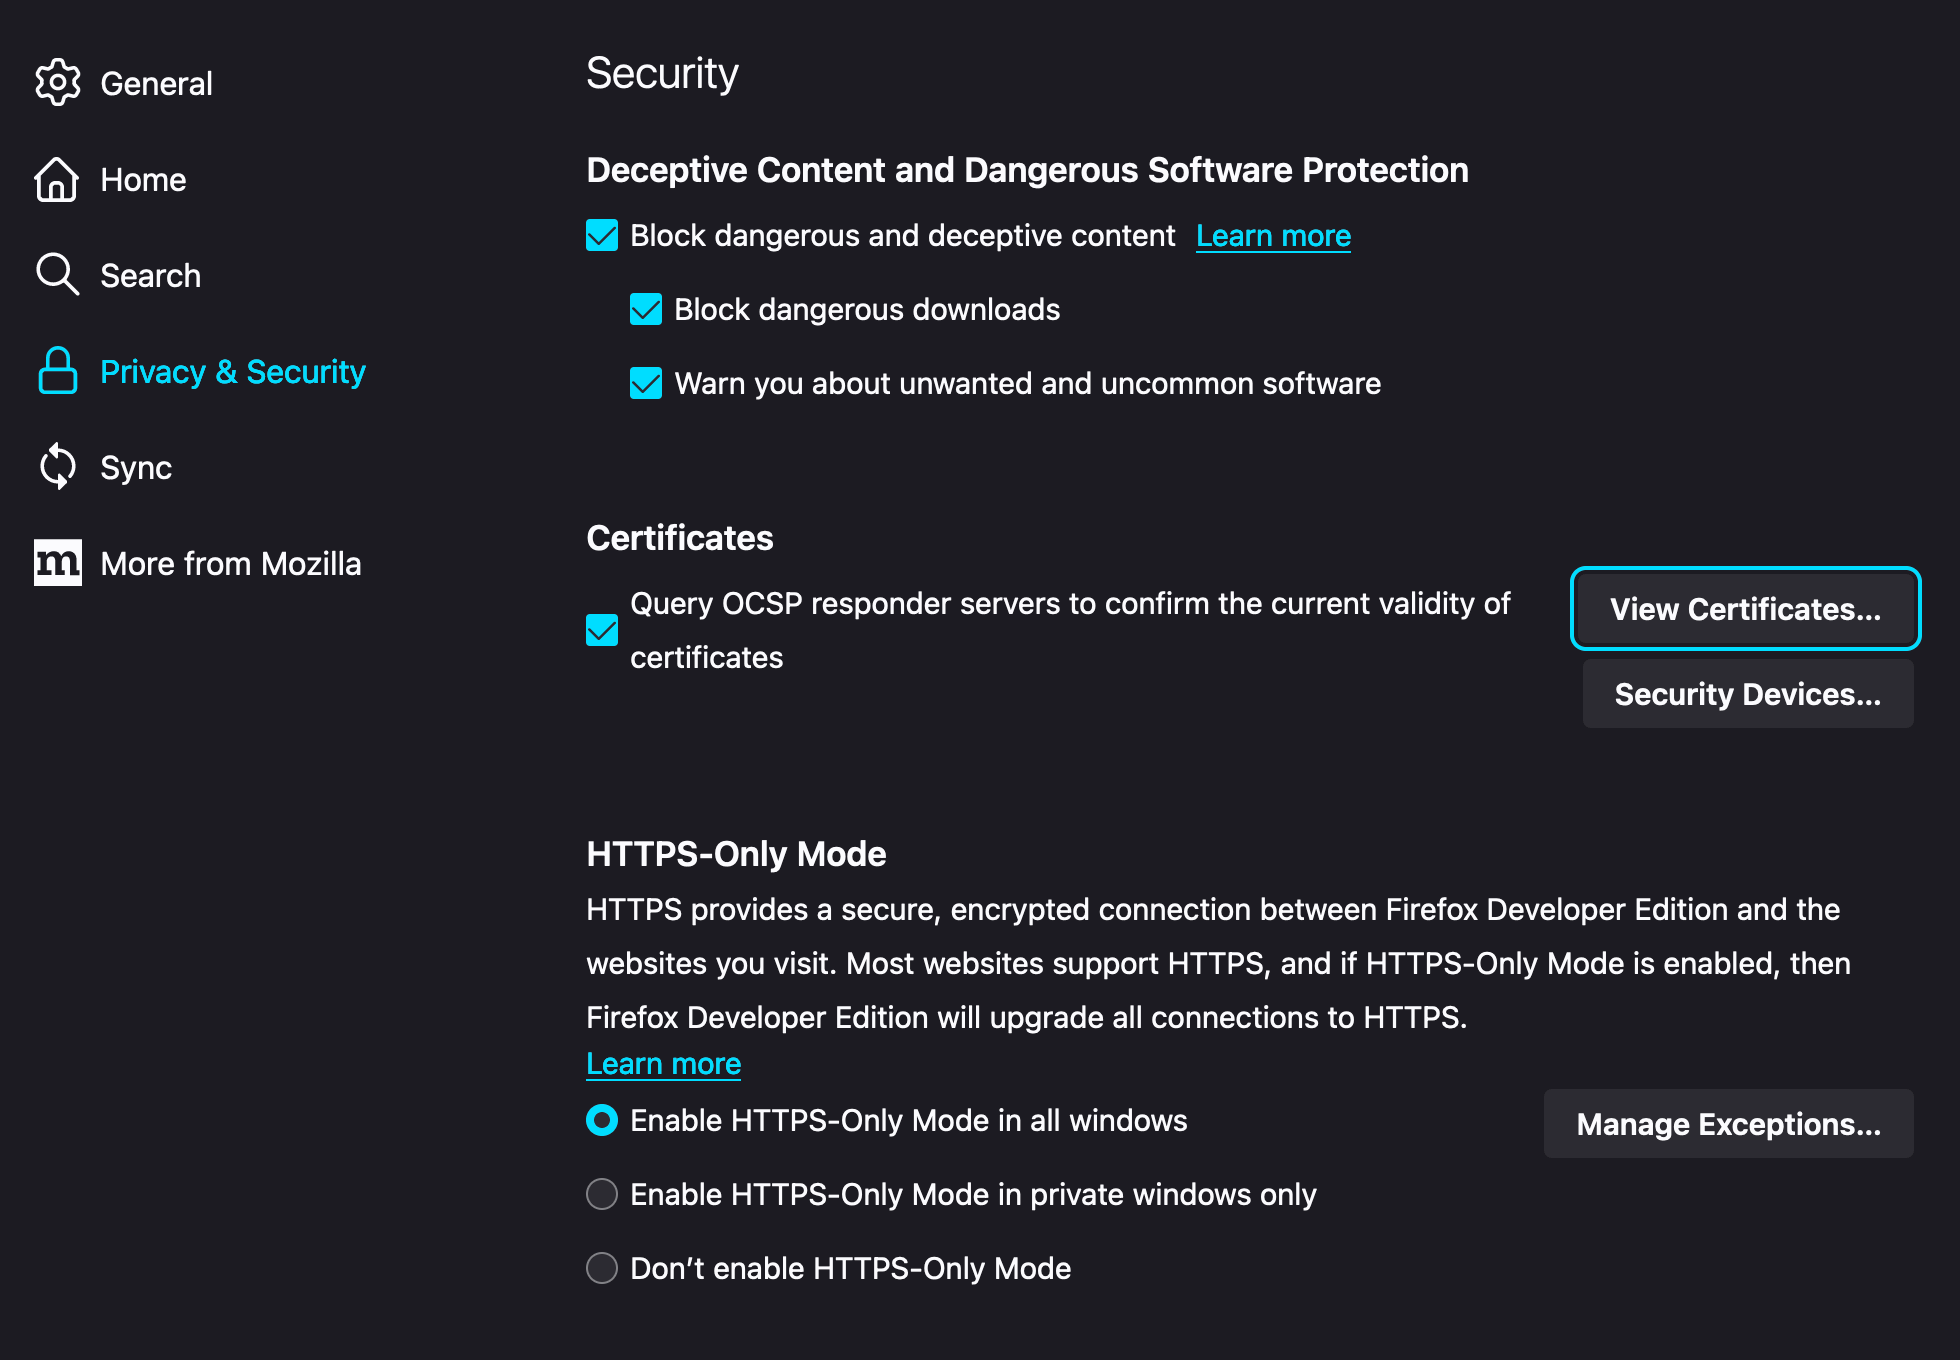 General
Home
Search
Privacy & Security
Sync
m More from Mozilla
Security
Deceptive Content and Dangerous Software Protection
Block dangerous and deceptive content Learn more
Block dangerous downloads
Warn you about unwanted and uncommon software
Certificates
Query OCSP responder servers to confirm the current validity of
certificates
View Certificates...
Security Devices...
HTTPS-Only Mode
HTTPS provides a secure, encrypted connection between Firefox Developer Edition and the
websites you visit. Most websites support HTTPS, and if HTTPS-Only Mode is enabled, then
Firefox Developer Edition will upgrade all connections to HTTPS.
Learn more
Enable HTTPS-Only Mode in all windows
Manage Exceptions...
Enable HTTPS-Only Mode in private windows only
Don’t enable HTTPS-Only Mode